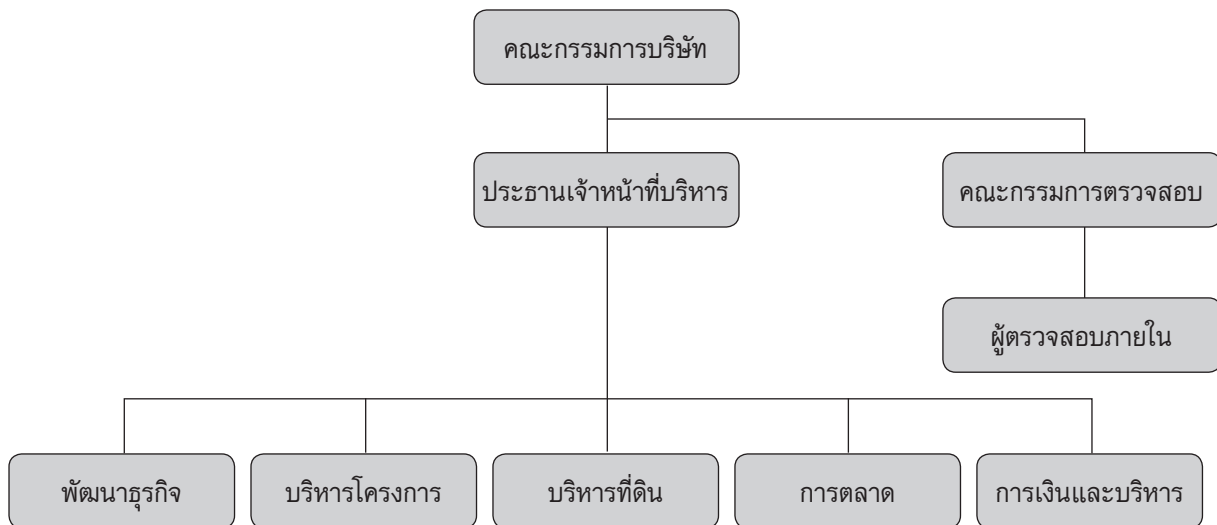 คณะกรรมการบริษัท
ประธานเจ้าหน้าที่บริหาร
คณะกรรมการตรวจสอบ
ผู้ตรวจสอบภายใน
พัฒนาธุรกิจ
บริหารโครงการ
บริหารที่ดิน
การตลาด
การเงินและบริหาร